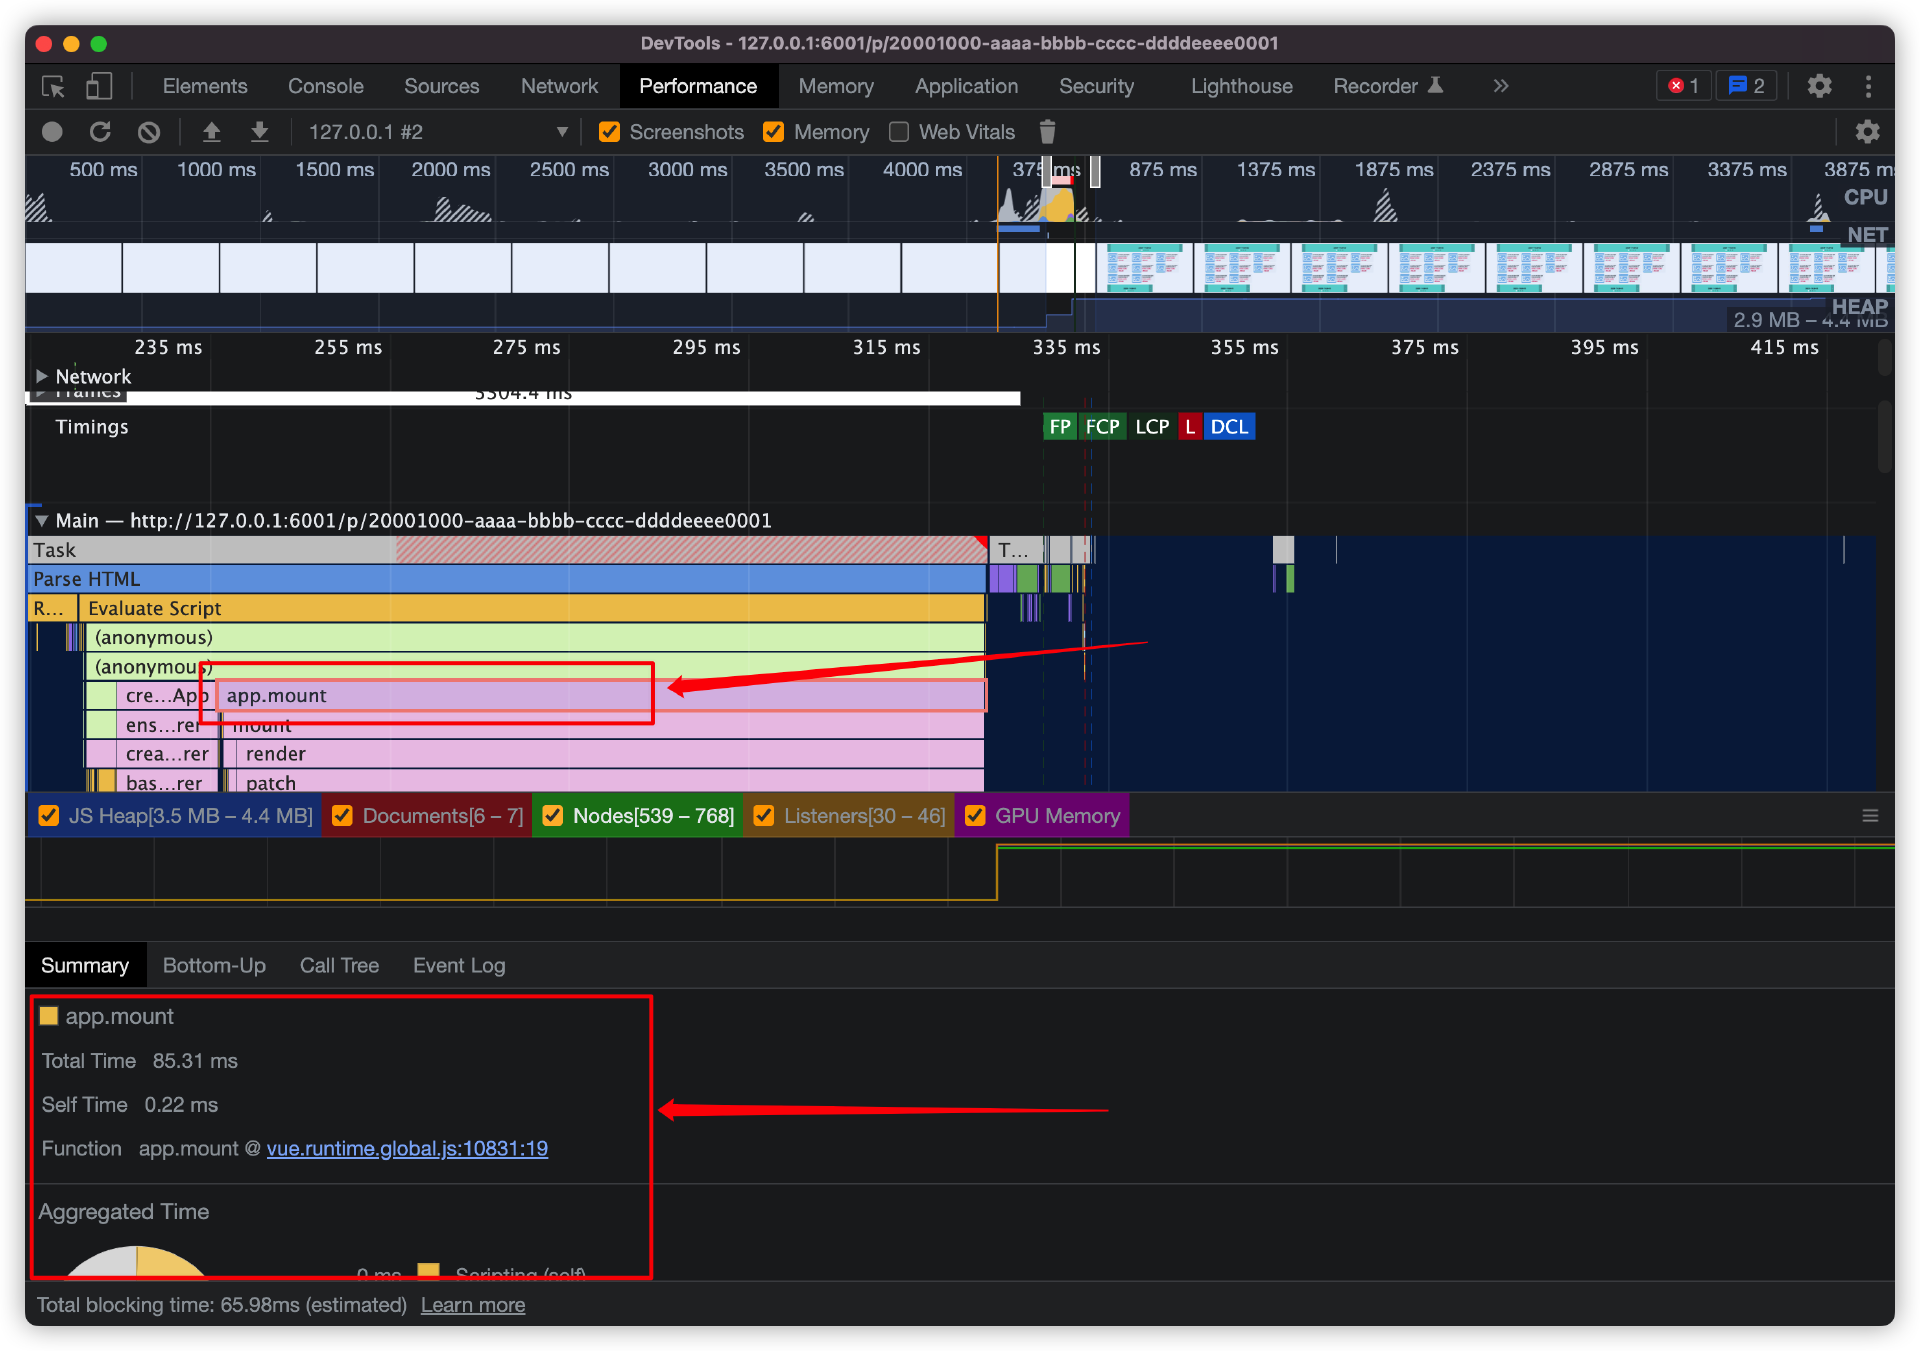 DevTools - 127.0.0.1:6001/p/20001000-aaaa-bbbb-cccc-ddddeeee0001
Elements Console Sources Network Performance Memory Application Security Lighthouse Recorder » 1 2
127.0.0.1 #2 Screenshots Memory Web Vitals
500 ms 1000 ms 1500 ms 2000 ms 2500 ms 3000 ms 3500 ms 4000 ms 375 ms 875 ms 1375 ms 1875 ms 2375 ms 2875 ms 3375 ms 3875 m
CPU
NET
HEAP
2.9 MB – 4.4 MB
235 ms 255 ms 275 ms 295 ms 315 ms 335 ms 355 ms 375 ms 395 ms 415 ms
Network
Frames 3304.4 ms
Timings FP FCP LCP L DCL
Main — http://127.0.0.1:6001/p/20001000-aaaa-bbbb-cccc-ddddeeee0001
Task T...
Parse HTML
R... Evaluate Script
(anonymous)
(anonymous)
cre...App app.mount
ens...rer mount
crea...rer render
bas...rer patch
JS Heap[3.5 MB – 4.4 MB] Documents[6 – 7] Nodes[539 – 768] Listeners[30 – 46] GPU Memory
Summary Bottom-Up Call Tree Event Log
app.mount
Total Time 85.31 ms
Self Time 0.22 ms
Function app.mount @ vue.runtime.global.js:10831:19
Aggregated Time
0 ms Scripting (self)
Total blocking time: 65.98ms (estimated) Learn more